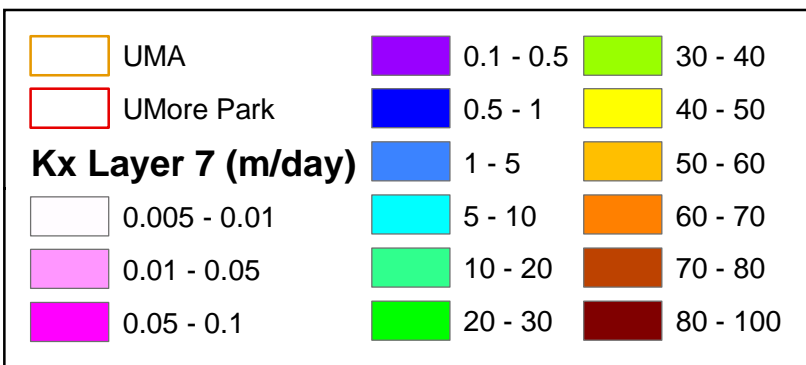 UMA
UMore Park
Kx Layer 7 (m/day)
0.005 - 0.01
0.01 - 0.05
0.05 - 0.1
0.1 - 0.5
0.5 - 1
1 - 5
5 - 10
10 - 20
20 - 30
30 - 40
40 - 50
50 - 60
60 - 70
70 - 80
80 - 100